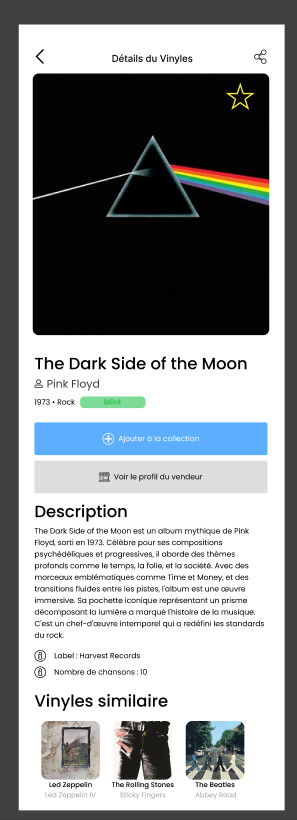 Détails du Vinyles
The Dark Side of the Moon
Pink Floyd
1973 • Rock Mint
Ajouter à la collection
Voir le profil du vendeur
Description
The Dark Side of the Moon est un album mythique de Pink
Floyd, sorti en 1973. Célèbre pour ses compositions
psychédéliques et progressives, il aborde des thèmes
profonds comme le temps, la folie, et la société. Avec des
morceaux emblématiques comme Time et Money, et des
transitions fluides entre les pistes, l'album est une œuvre
immersive. Sa pochette iconique représentant un prisme
décomposant la lumière a marqué l'histoire de la musique.
C'est un chef-d'œuvre intemporel qui a redéfini les standards
du rock.
Label : Harvest Records
Nombre de chansons : 10
Vinyles similaire
Led Zeppelin The Rolling Stones The Beatles
Led Zeppelin IV Sticky Fingers Abbey Road